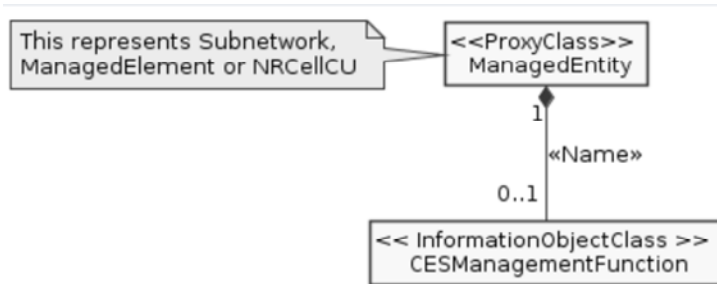 This represents Subnetwork,
ManagedElement or NRCellCU
<<ProxyClass>>
ManagedEntity
1
«Name»
0..1
<< InformationObjectClass >>
CESManagementFunction